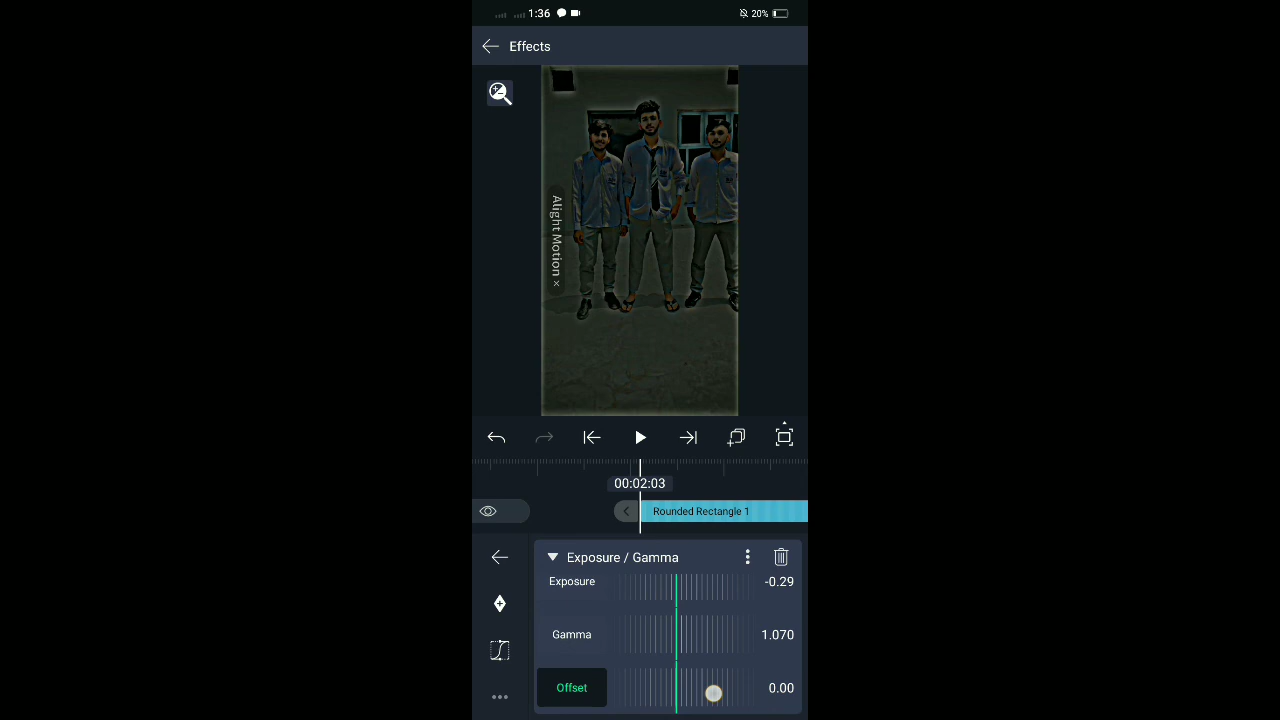 1:36
20%
Effects
Alight Motion ×
00:02:03
Rounded Rectangle 1
Exposure / Gamma
Exposure -0.29
Gamma 1.070
Offset 0.00